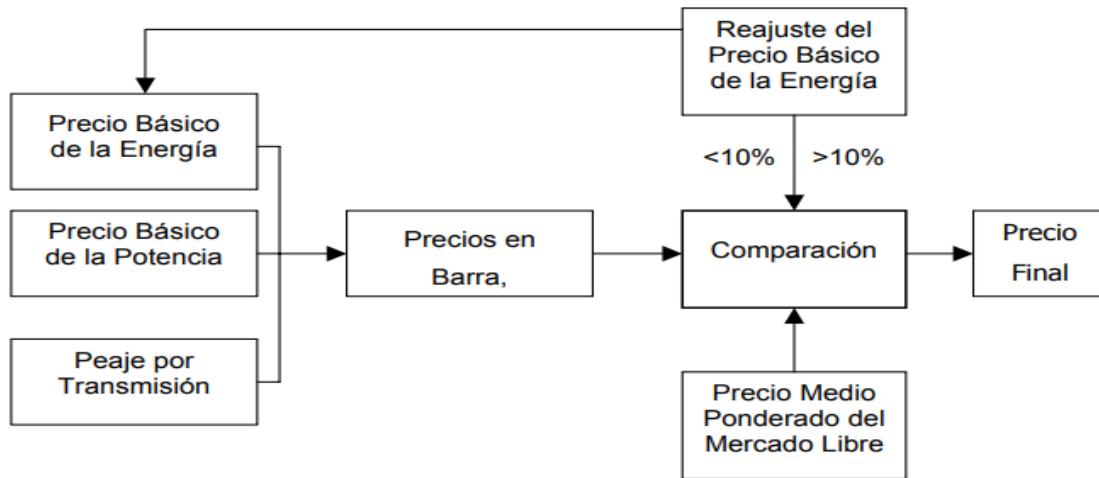 Reajuste del
Precio Básico
de la Energía
Precio Básico
de la Energía
<10%
>10%
Precio Básico
de la Potencia
Precios en
Barra,
Comparación
Precio
Final
Peaje por
Transmisión
Precio Medio
Ponderado del
Mercado Libre